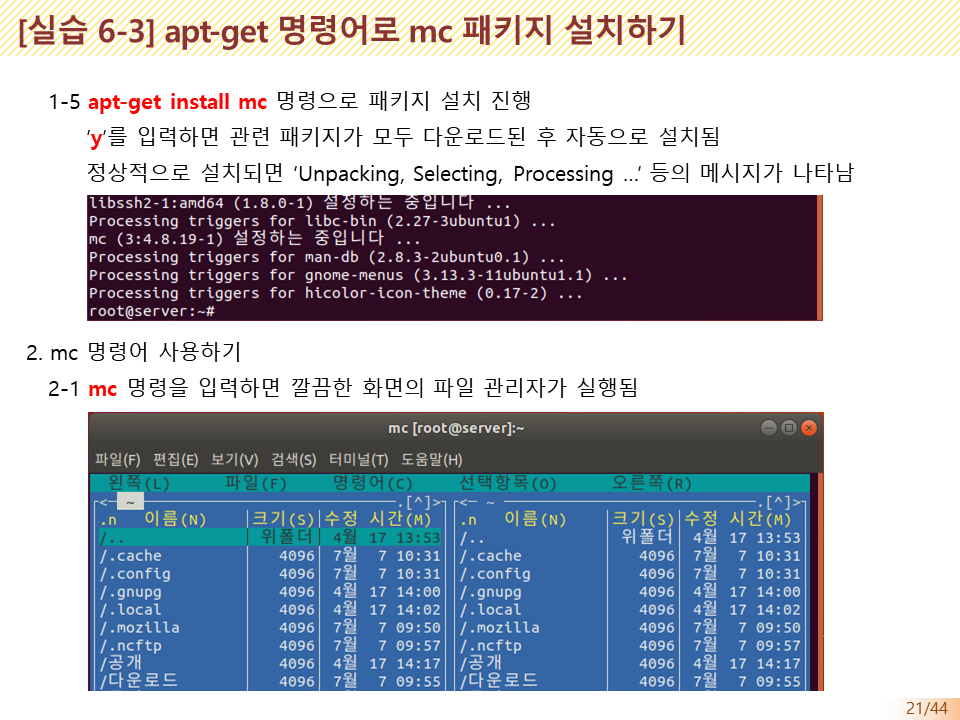 [실습 6-3] apt-get 명령어로 mc 패키지 설치하기
1-5 apt-get install mc 명령으로 패키지 설치 진행
‘y’를 입력하면 관련 패키지가 모두 다운로드된 후 자동으로 설치됨
정상적으로 설치되면 ‘Unpacking, Selecting, Processing …’ 등의 메시지가 나타남
libssh2-1:amd64 (1.8.0-1) 설정하는 중입니다 ...
Processing triggers for libc-bin (2.27-3ubuntu1) ...
mc (3:4.8.19-1) 설정하는 중입니다 ...
Processing triggers for man-db (2.8.3-2ubuntu0.1) ...
Processing triggers for gnome-menus (3.13.3-11ubuntu1.1) ...
Processing triggers for hicolor-icon-theme (0.17-2) ...
root@server:~#
2. mc 명령어 사용하기
2-1 mc 명령을 입력하면 깔끔한 화면의 파일 관리자가 실행됨
mc [root@server]:~
파일(F) 편집(E) 보기(V) 검색(S) 터미널(T) 도움말(H)
왼쪽(L) 파일(F) 명령어(C) 선택항목(O) 오른쪽(R)
<─ ~ ─.[^]> <─ ~ ─.[^]>
.n 이름(N) 크기(S) 수정 시간(M) .n 이름(N) 크기(S) 수정 시간(M)
/.. 위폴더 4월 17 13:53 /.. 위폴더 4월 17 13:53
/.cache 4096 7월 7 10:31 /.cache 4096 7월 7 10:31
/.config 4096 7월 7 10:31 /.config 4096 7월 7 10:31
/.gnupg 4096 4월 17 14:00 /.gnupg 4096 4월 17 14:00
/.local 4096 4월 17 14:02 /.local 4096 4월 17 14:02
/.mozilla 4096 7월 7 09:50 /.mozilla 4096 7월 7 09:50
/.ncftp 4096 7월 7 09:57 /.ncftp 4096 7월 7 09:57
/공개 4096 4월 17 14:17 /공개 4096 4월 17 14:17
/다운로드 4096 7월 7 09:55 /다운로드 4096 7월 7 09:55
21/44